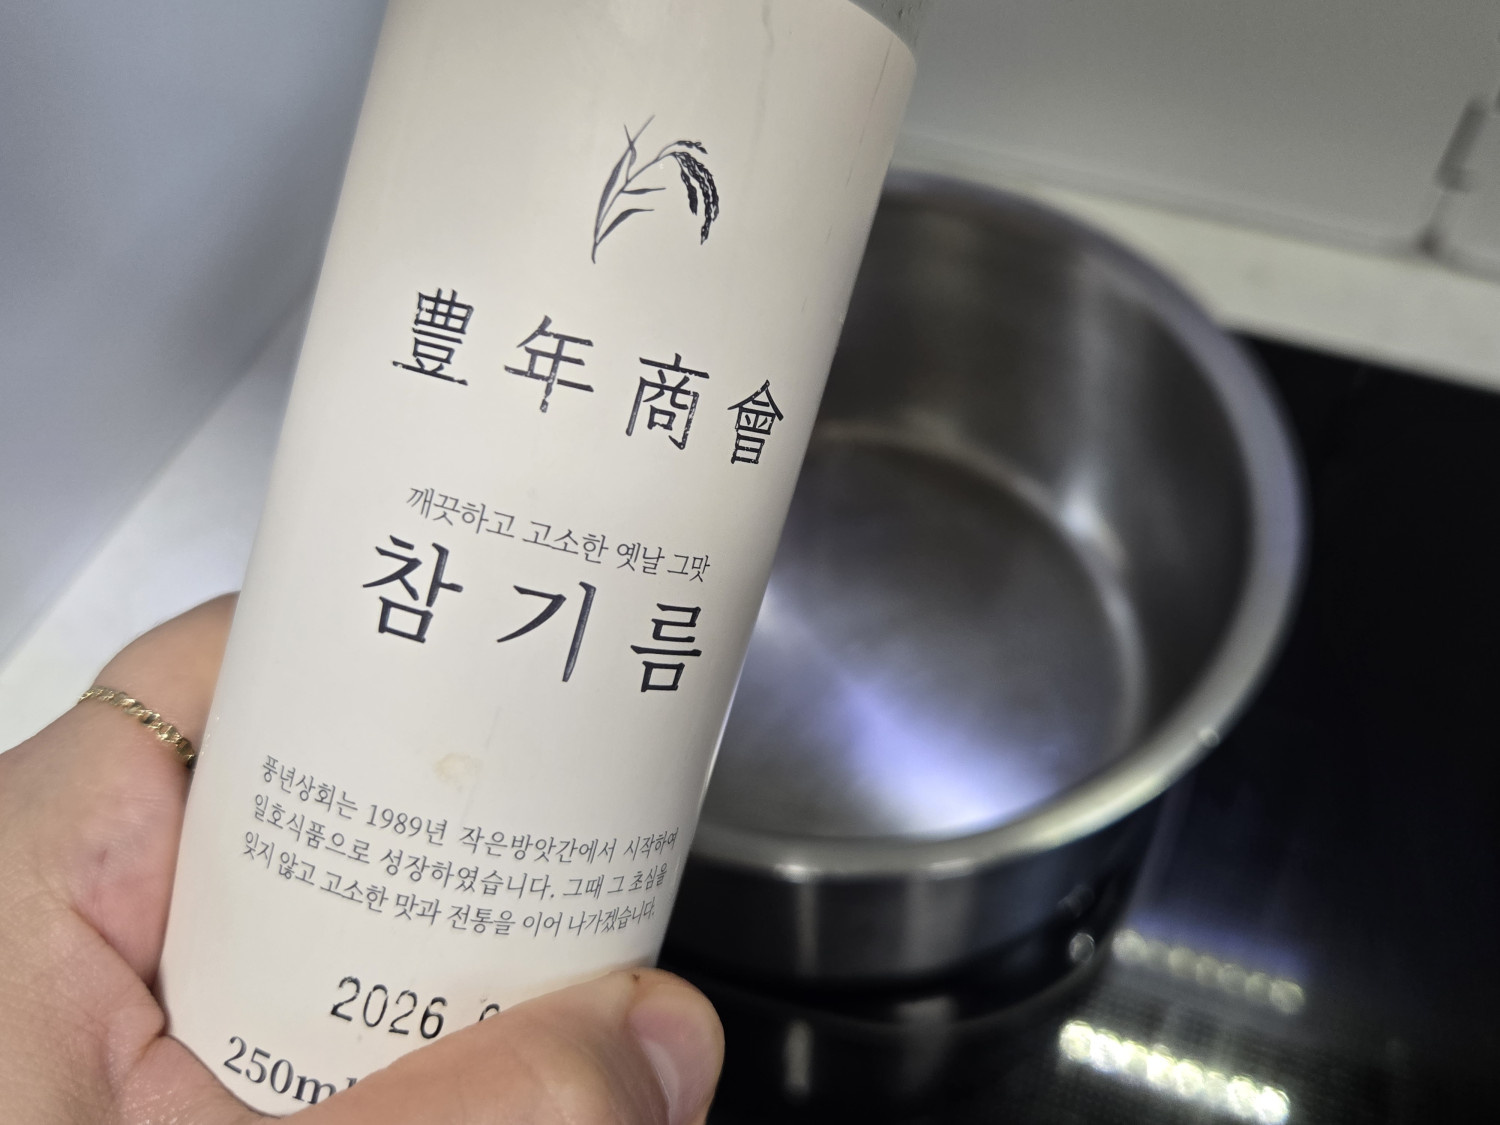 豊年商會
깨끗하고 고소한 옛날 그맛
참기름
풍년상회는 1989년 작은방앗간에서 시작하여
일호식품으로 성장하였습니다. 그때 그 초심을
잊지 않고 고소한 맛과 전통을 이어 나가겠습니다.
2026
250ml